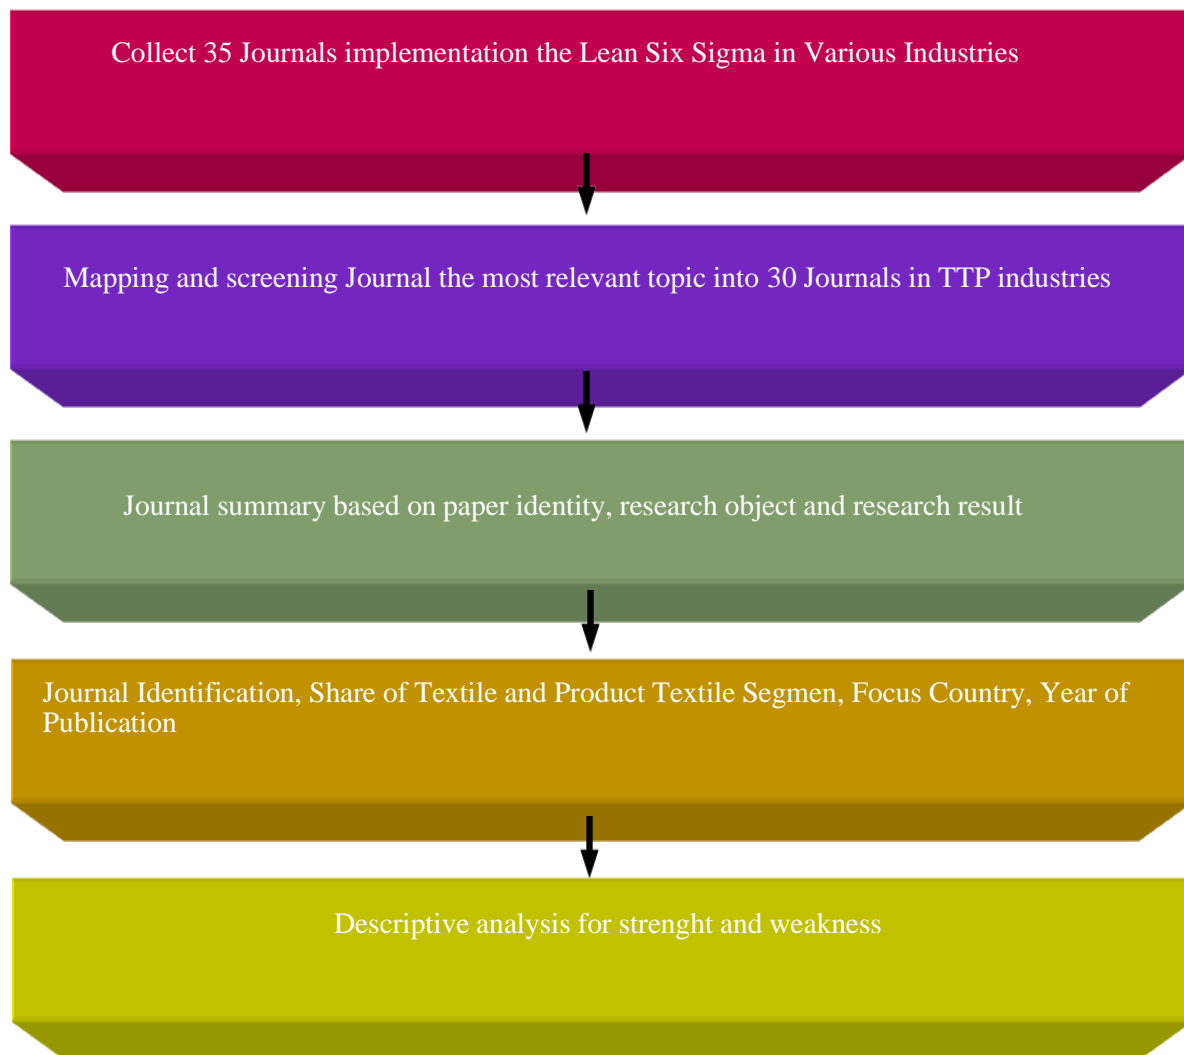 Collect 35 Journals implementation the Lean Six Sigma in Various Industries
Mapping and screening Journal the most relevant topic into 30 Journals in TTP industries
Journal summary based on paper identity, research object and research result
Journal Identification, Share of Textile and Product Textile Segmen, Focus Country, Year of
Publication
Descriptive analysis for strenght and weakness